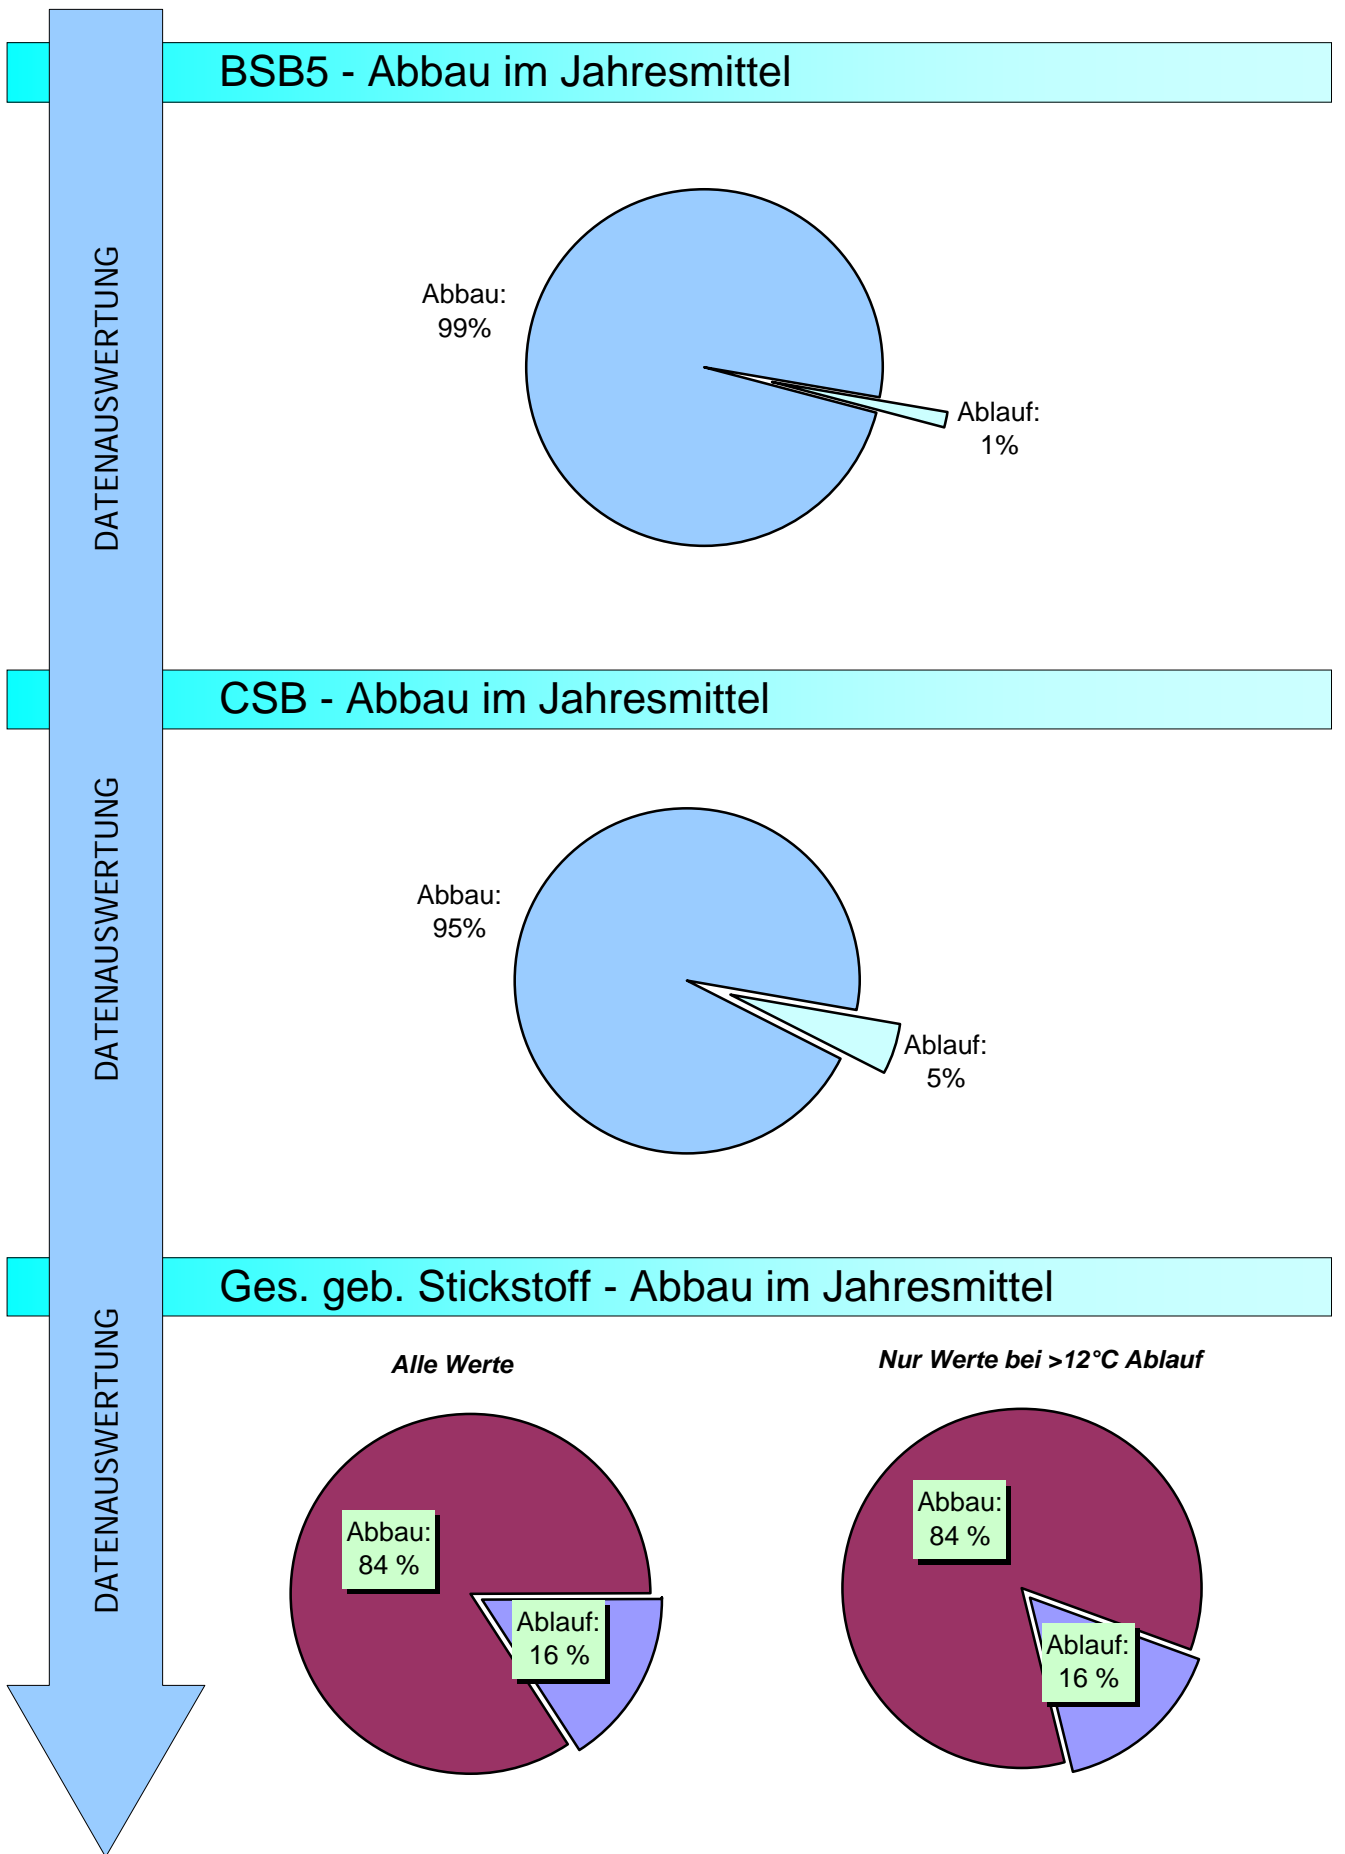 BSB5 - Abbau im Jahresmittel
DATENAUSWERTUNG
Abbau:
99%
Ablauf:
1%
CSB - Abbau im Jahresmittel
DATENAUSWERTUNG
Abbau:
95%
Ablauf:
5%
Ges. geb. Stickstoff - Abbau im Jahresmittel
DATENAUSWERTUNG
Alle Werte
Abbau:
84 %
Ablauf:
16 %
Nur Werte bei >12°C Ablauf
Abbau:
84 %
Ablauf:
16 %